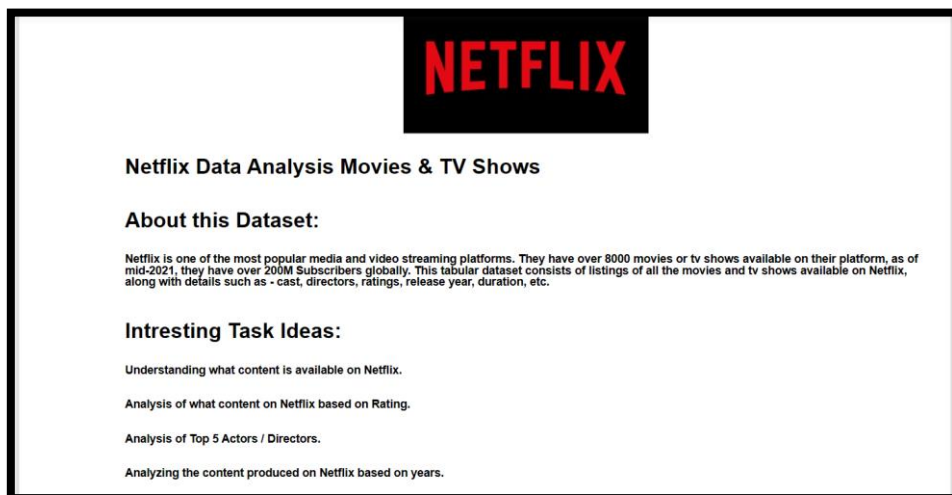 NETFLIX
Netflix Data Analysis Movies & TV Shows
About this Dataset:
Netflix is one of the most popular media and video streaming platforms. They have over 8000 movies or tv shows available on their platform, as of
mid-2021, they have over 200M Subscribers globally. This tabular dataset consists of listings of all the movies and tv shows available on Netflix,
along with details such as - cast, directors, ratings, release year, duration, etc.
Intresting Task Ideas:
Understanding what content is available on Netflix.
Analysis of what content on Netflix based on Rating.
Analysis of Top 5 Actors / Directors.
Analyzing the content produced on Netflix based on years.